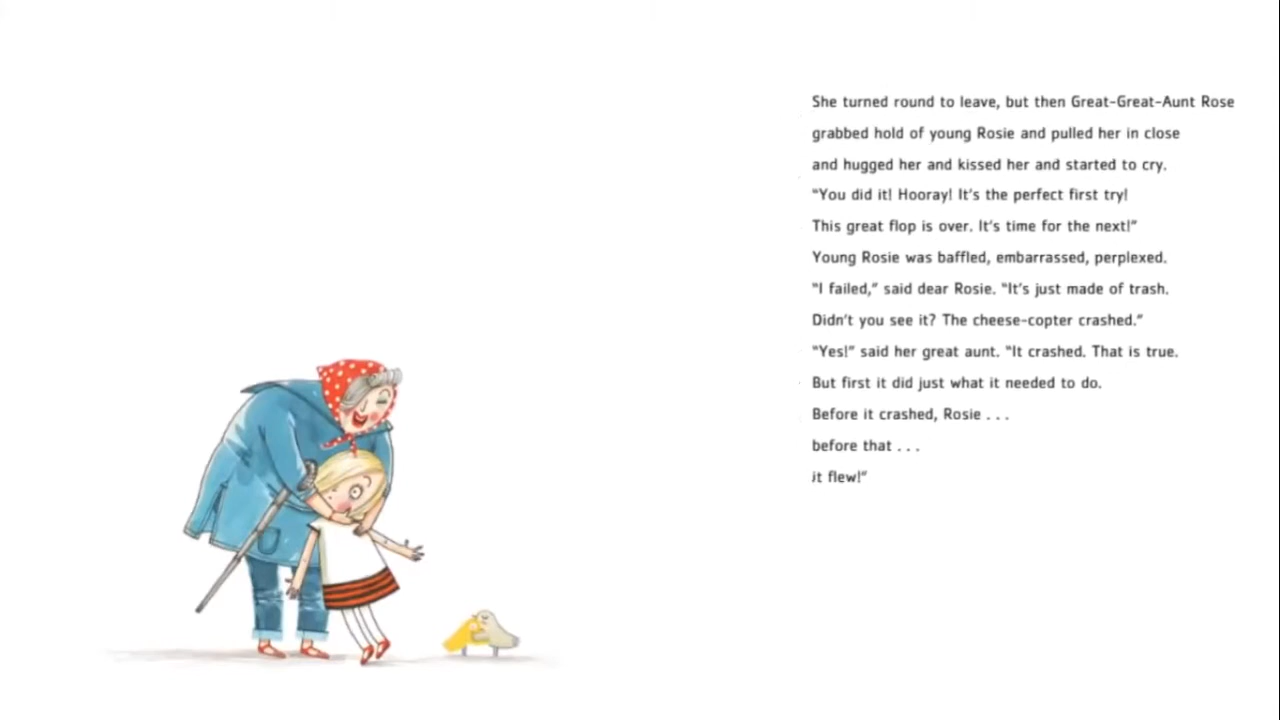 She turned round to leave, but then Great-Great-Aunt Rose
grabbed hold of young Rosie and pulled her in close
and hugged her and kissed her and started to cry.
“You did it! Hooray! It’s the perfect first try!
This great flop is over. It’s time for the next!”
Young Rosie was baffled, embarrassed, perplexed.
“I failed,” said dear Rosie. “It’s just made of trash.
Didn’t you see it? The cheese-copter crashed.”
“Yes!” said her great aunt. “It crashed. That is true.
But first it did just what it needed to do.
Before it crashed, Rosie . . .
before that . . .
it flew!”